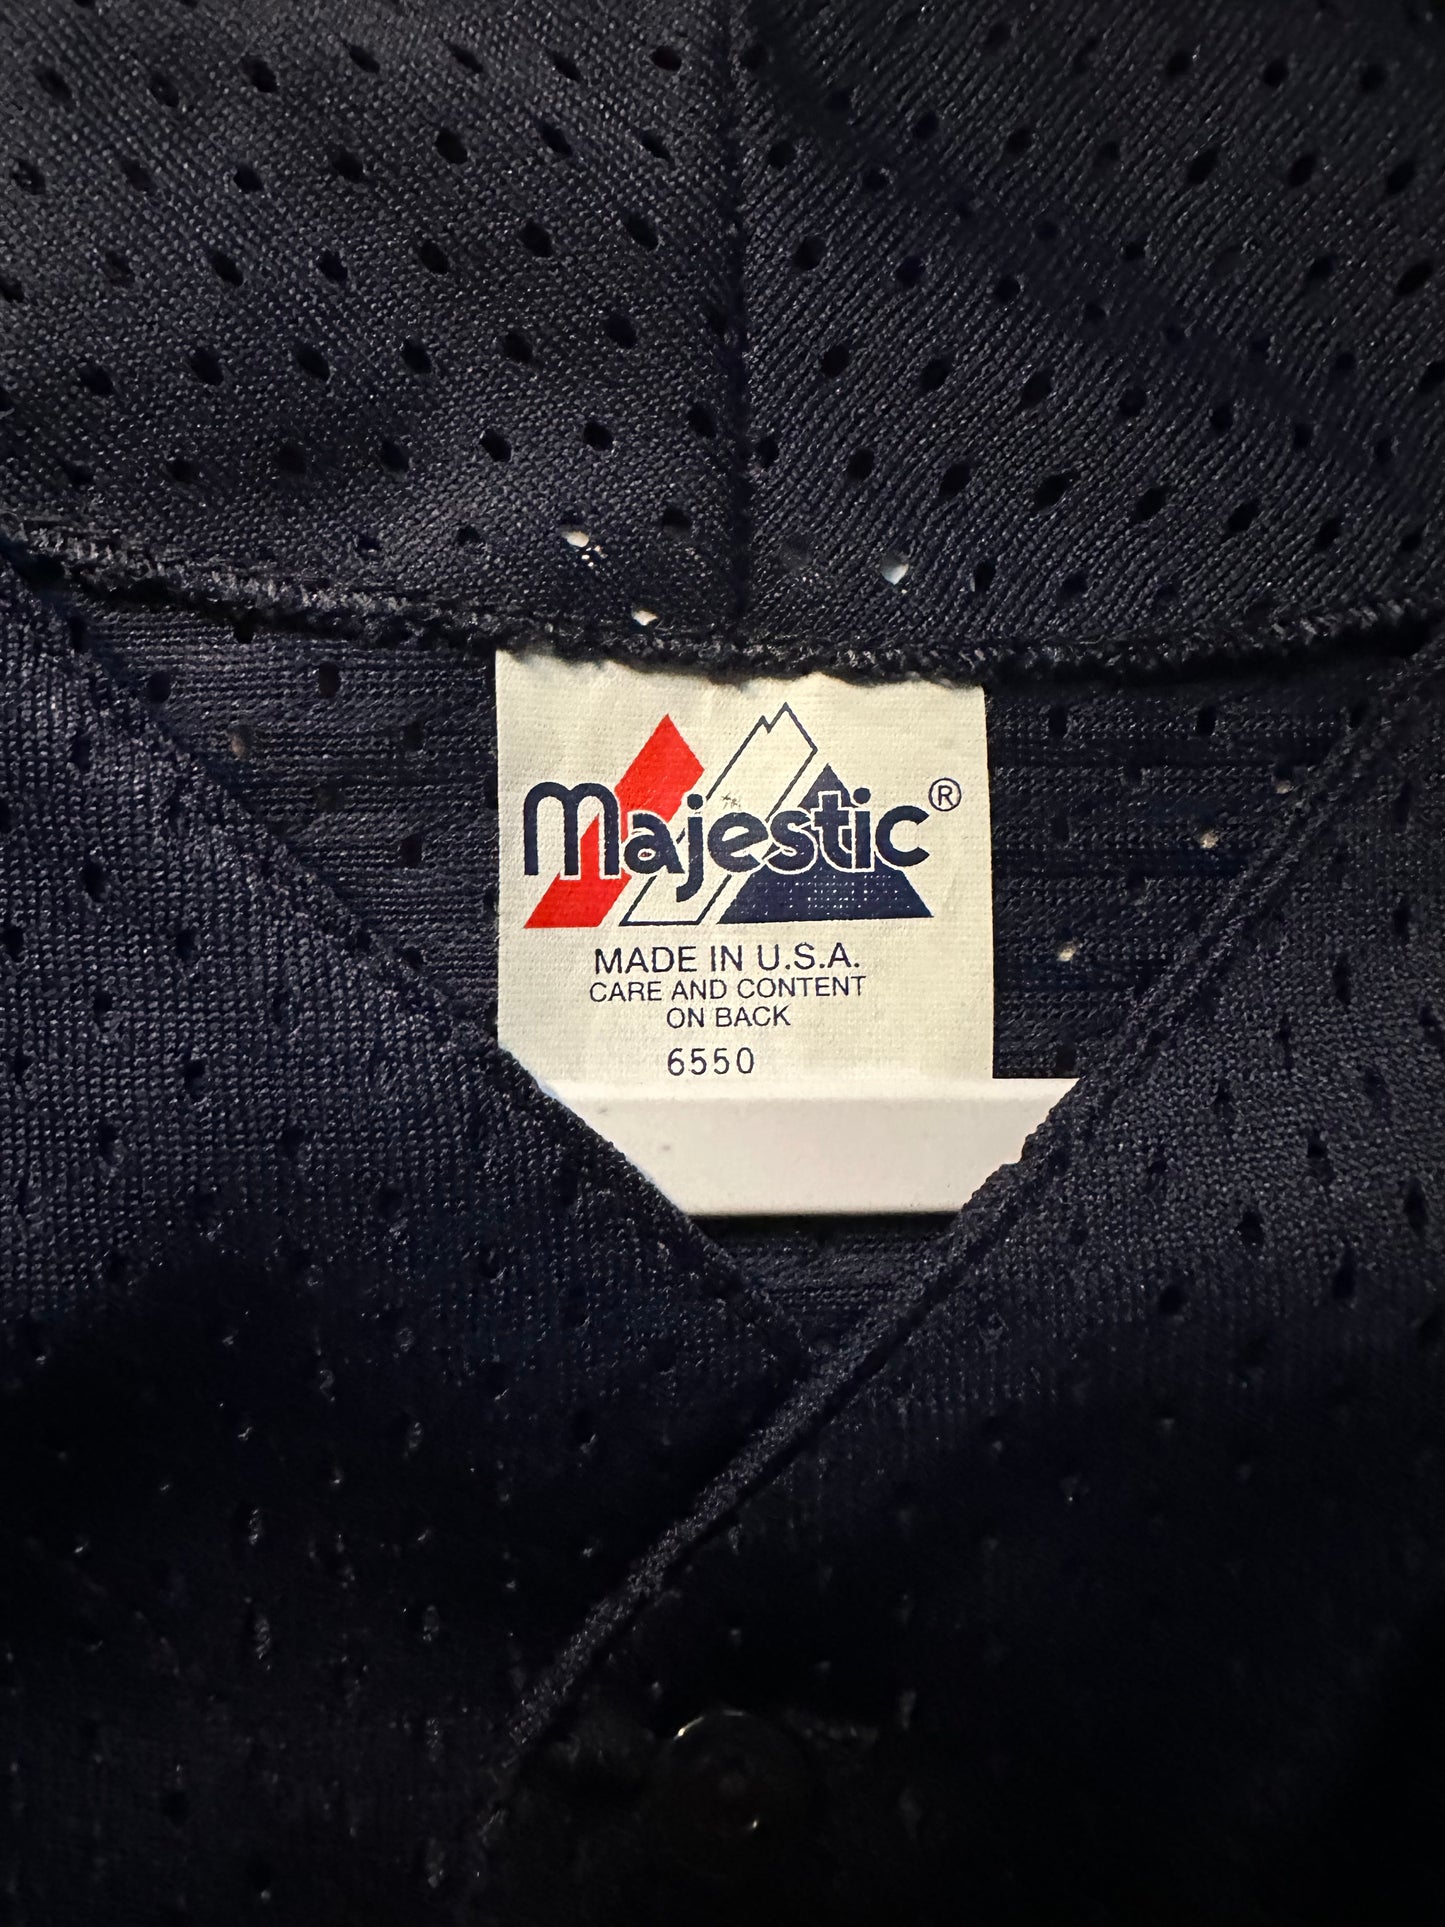 Majestic®
MADE IN U.S.A.
CARE AND CONTENT
ON BACK
6550